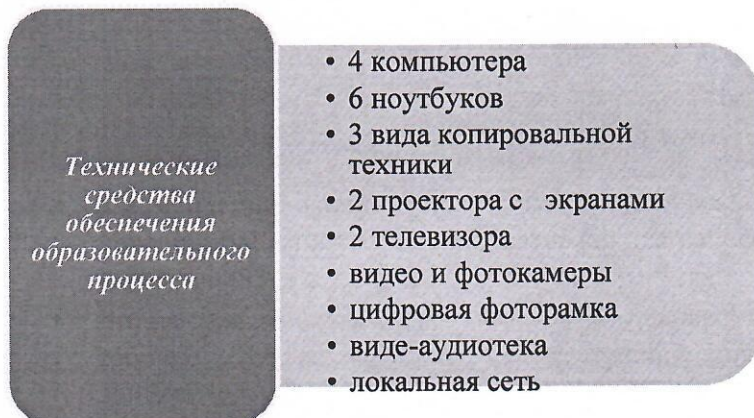 Технические
средства
обеспечения
образовательного
процесса
• 4 компьютера
• 6 ноутбуков
• 3 вида копировальной
техники
• 2 проектора с экранами
• 2 телевизора
• видео и фотокамеры
• цифровая фоторамка
• виде-аудиотека
• локальная сеть